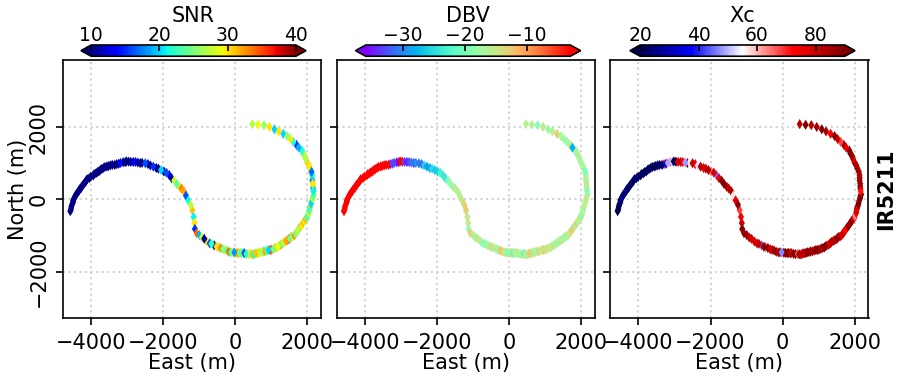 SNR DBV Xc
10 20 30 40 −30 −20 −10 20 40 60 80
2000
0
−2000
North (m)
IR5211
−4000 −2000 0 2000 −4000 −2000 0 2000 −4000 −2000 0 2000
East (m) East (m) East (m)